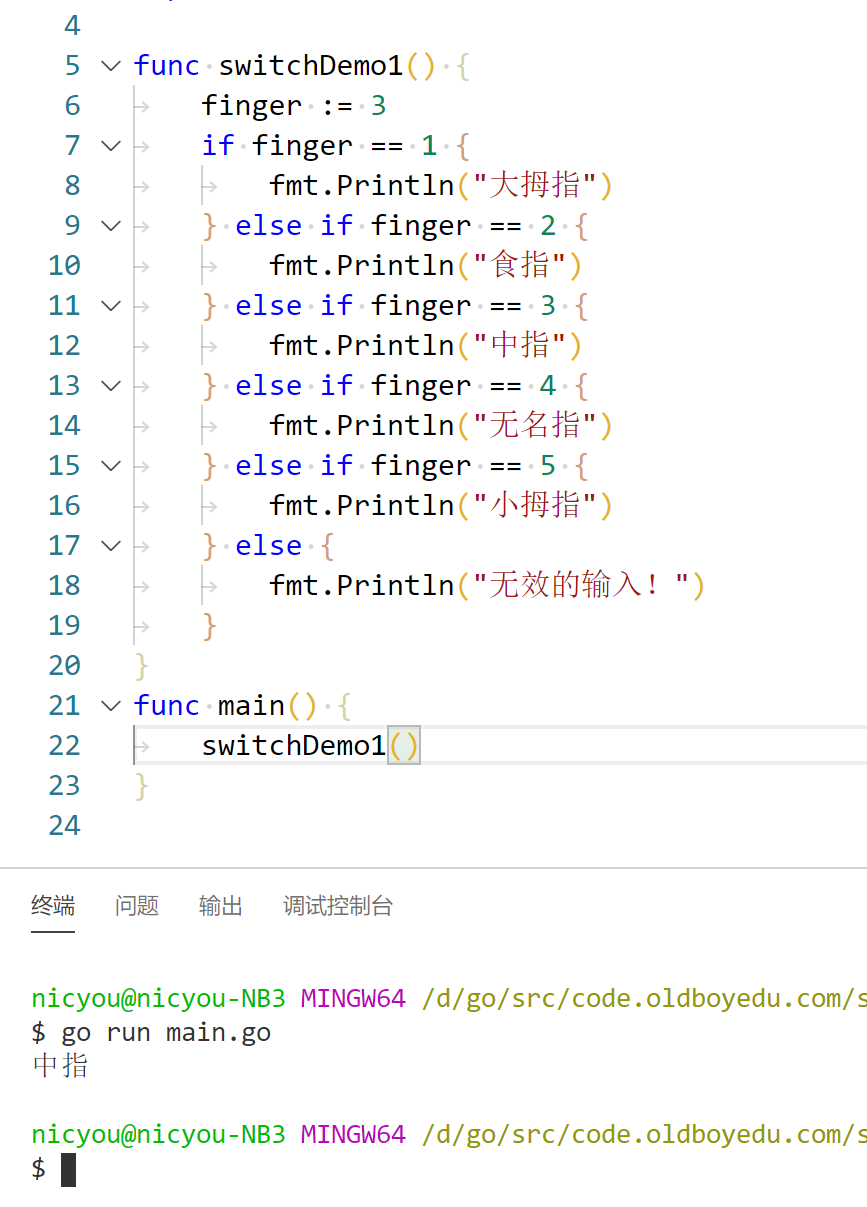 4
5 func switchDemo1() {
6 finger := 3
7 if finger == 1 {
8 fmt.Println("大拇指")
9 } else if finger == 2 {
10 fmt.Println("食指")
11 } else if finger == 3 {
12 fmt.Println("中指")
13 } else if finger == 4 {
14 fmt.Println("无名指")
15 } else if finger == 5 {
16 fmt.Println("小拇指")
17 } else {
18 fmt.Println("无效的输入！")
19 }
20 }
21 func main() {
22 switchDemo1()
23 }
24
终端 问题 输出 调试控制台
nicyou@nicyou-NB3 MINGW64 /d/go/src/code.oldboyedu.com/s
$ go run main.go
中指
nicyou@nicyou-NB3 MINGW64 /d/go/src/code.oldboyedu.com/s
$